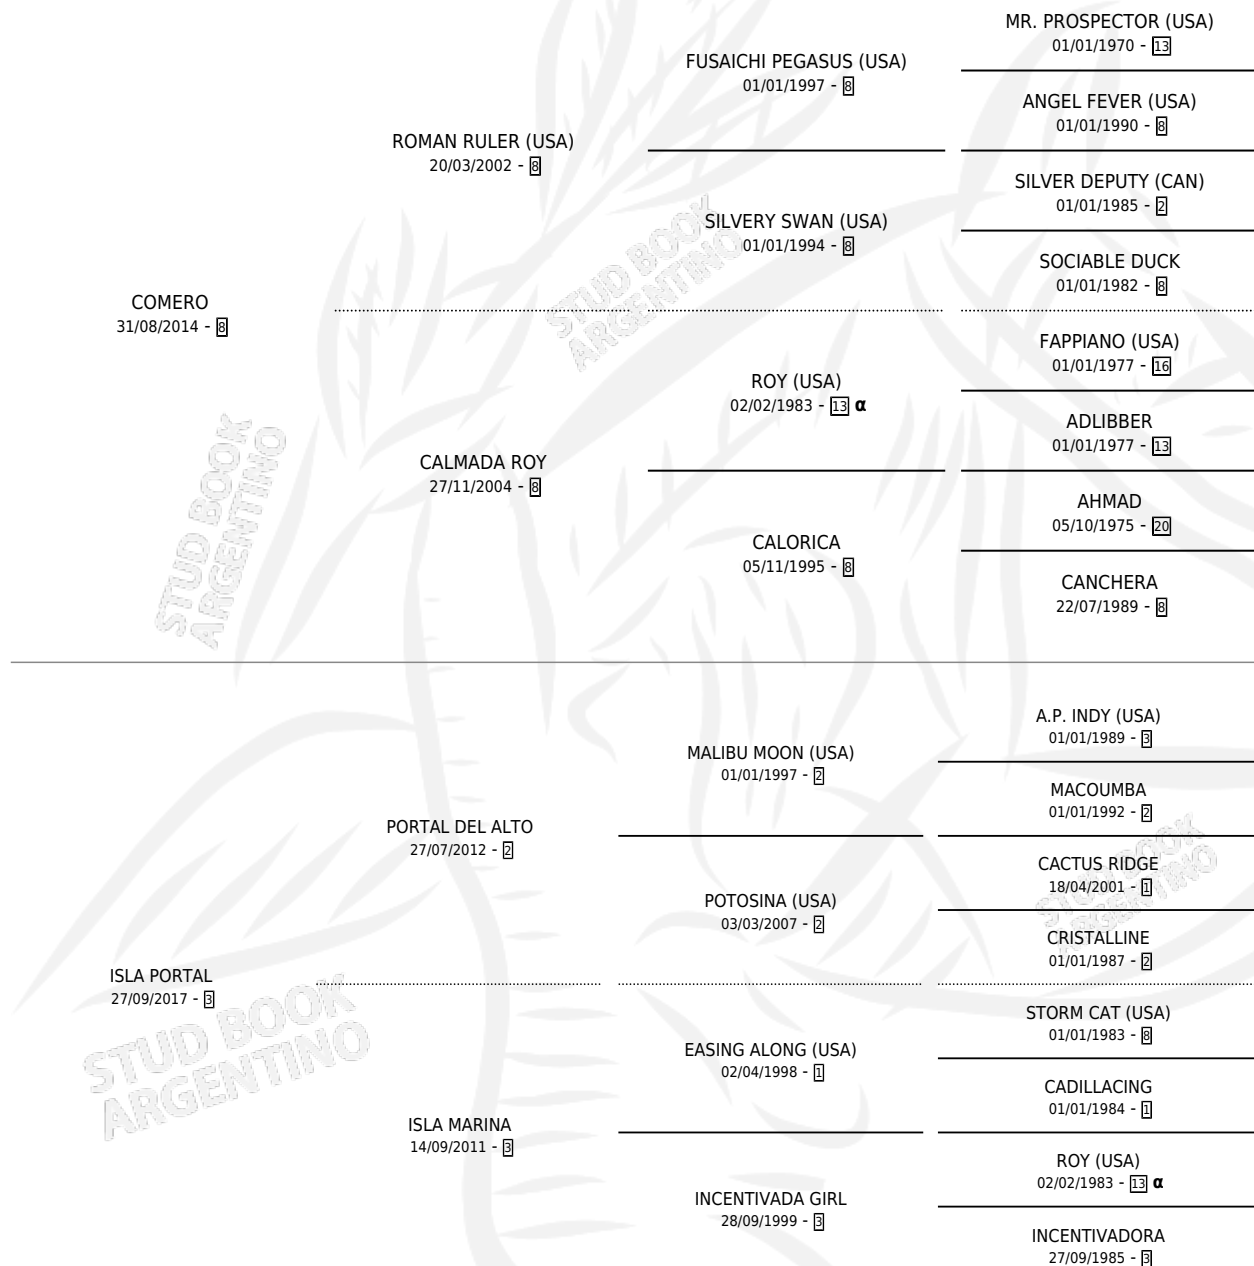 MR. PROSPECTOR (USA)
01/01/1970 - 13
FUSAICHI PEGASUS (USA)
01/01/1997 - 8
ANGEL FEVER (USA)
01/01/1990 - 8
ROMAN RULER (USA)
20/03/2002 - 8
SILVER DEPUTY (CAN)
01/01/1985 - 2
SILVERY SWAN (USA)
01/01/1994 - 8
SOCIABLE DUCK
01/01/1982 - 8
STUD BOOK
ARGENTINO
COMERO
31/08/2014 - 8
FAPPIANO (USA)
01/01/1977 - 16
ROY (USA)
02/02/1983 - 13 α
ADLIBBER
01/01/1977 - 13
CALMADA ROY
27/11/2004 - 8
AHMAD
05/10/1975 - 20
CALORICA
05/11/1995 - 8
CANCHERA
22/07/1989 - 8
STUD BOOK
ARGENTINO
A.P. INDY (USA)
01/01/1989 - 3
MALIBU MOON (USA)
01/01/1997 - 2
MACOUMBA
01/01/1992 - 2
PORTAL DEL ALTO
27/07/2012 - 2
CACTUS RIDGE
18/04/2001 - 1
POTOSINA (USA)
03/03/2007 - 2
CRISTALLINE
01/01/1987 - 2
STUD BOOK
ARGENTINO
ISLA PORTAL
27/09/2017 - 3
STORM CAT (USA)
01/01/1983 - 8
EASING ALONG (USA)
02/04/1998 - 1
CADILLACING
01/01/1984 - 1
STUD BOOK
ARGENTINO
ISLA MARINA
14/09/2011 - 3
ROY (USA)
02/02/1983 - 13 α
INCENTIVADA GIRL
28/09/1999 - 3
INCENTIVADORA
27/09/1985 - 3